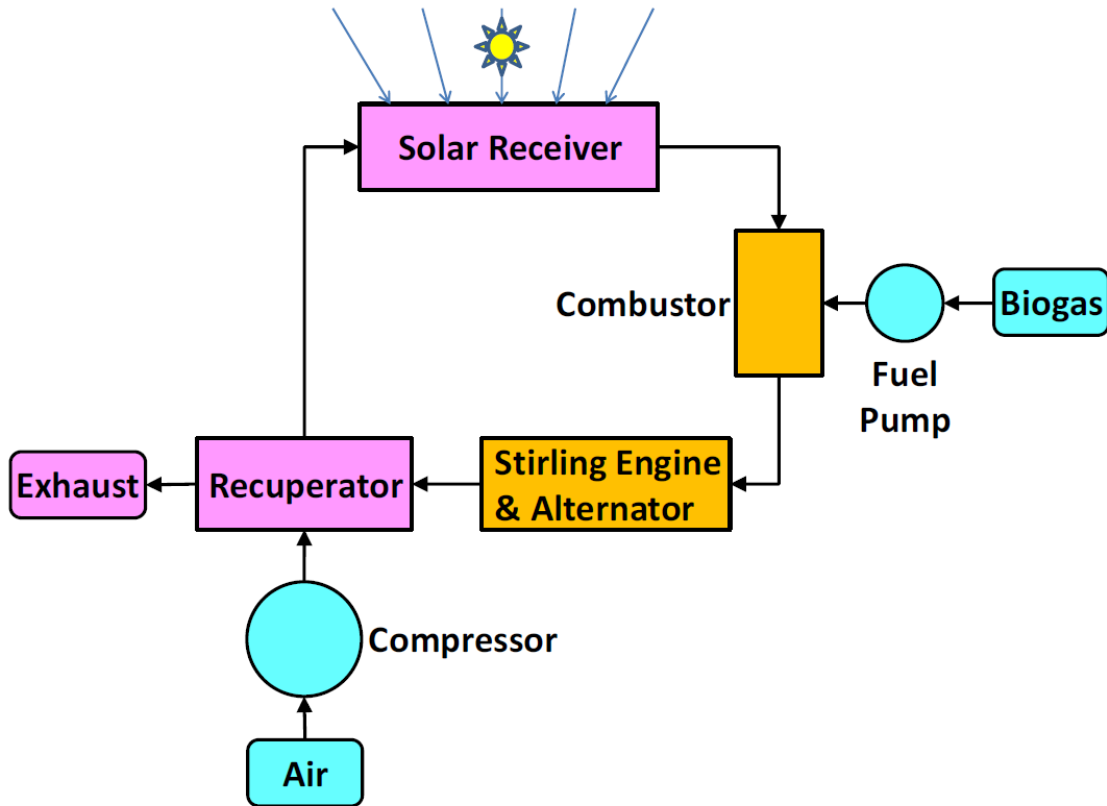 Solar Receiver
Combustor
Biogas
Fuel
Pump
Exhaust
Recuperator
Stirling Engine
& Alternator
Compressor
Air